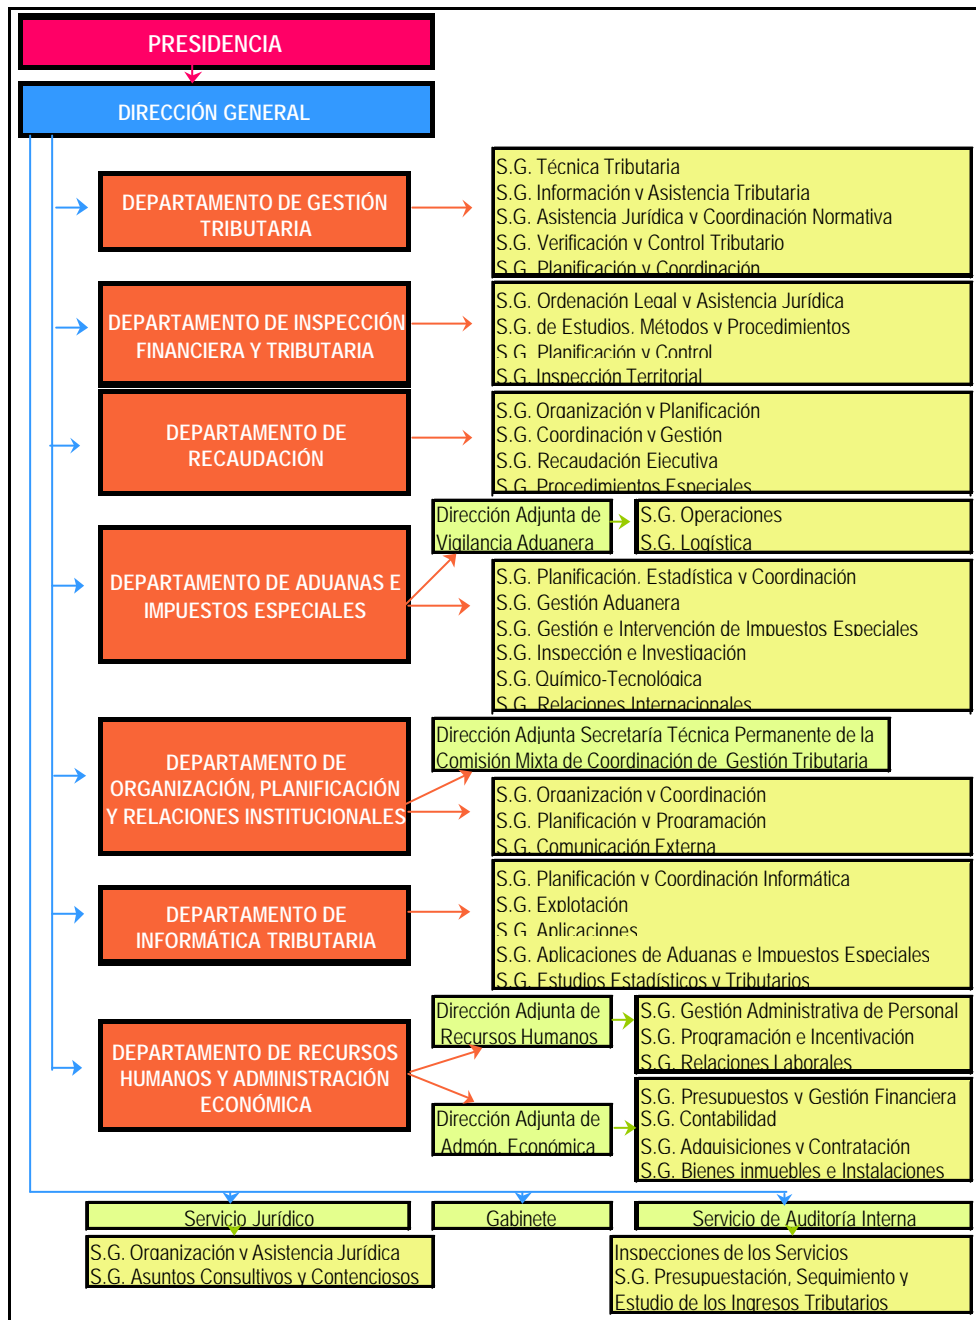 PRESIDENCIA
DIRECCIÓN GENERAL
DEPARTAMENTO DE GESTIÓN
TRIBUTARIA
S.G. Técnica Tributaria
S.G. Información y Asistencia Tributaria
S.G. Asistencia Jurídica y Coordinación Normativa
S.G. Verificación y Control Tributario
S.G. Planificación y Coordinación
DEPARTAMENTO DE INSPECCIÓN
FINANCIERA Y TRIBUTARIA
S.G. Ordenación Legal y Asistencia Jurídica
S.G. de Estudios, Métodos y Procedimientos
S.G. Planificación y Control
S.G. Inspección Territorial
DEPARTAMENTO DE
RECAUDACIÓN
S.G. Organización y Planificación
S.G. Coordinación y Gestión
S.G. Recaudación Ejecutiva
S.G. Procedimientos Especiales
DEPARTAMENTO DE ADUANAS E
IMPUESTOS ESPECIALES
Dirección Adjunta de
Vigilancia Aduanera
S.G. Operaciones
S.G. Logística
S.G. Planificación, Estadística y Coordinación
S.G. Gestión Aduanera
S.G. Gestión e Intervención de Impuestos Especiales
S.G. Inspección e Investigación
S.G. Químico-Tecnológica
S.G. Relaciones Internacionales
DEPARTAMENTO DE
ORGANIZACIÓN, PLANIFICACIÓN
Y RELACIONES INSTITUCIONALES
Dirección Adjunta Secretaría Técnica Permanente de la
Comisión Mixta de Coordinación de Gestión Tributaria
S.G. Organización y Coordinación
S.G. Planificación y Programación
S.G. Comunicación Externa
DEPARTAMENTO DE
INFORMÁTICA TRIBUTARIA
S.G. Planificación y Coordinación Informática
S.G. Explotación
S.G. Aplicaciones
S.G. Aplicaciones de Aduanas e Impuestos Especiales
S.G. Estudios Estadísticos y Tributarios
DEPARTAMENTO DE RECURSOS
HUMANOS Y ADMINISTRACIÓN
ECONÓMICA
Dirección Adjunta de
Recursos Humanos
S.G. Gestión Administrativa de Personal
S.G. Programación e Incentivación
S.G. Relaciones Laborales
Dirección Adjunta de
Admón. Económica
S.G. Presupuestos y Gestión Financiera
S.G. Contabilidad
S.G. Adquisiciones y Contratación
S.G. Bienes inmuebles e Instalaciones
Servicio Jurídico
S.G. Organización y Asistencia Jurídica
S.G. Asuntos Consultivos y Contenciosos
Gabinete
Servicio de Auditoría Interna
Inspecciones de los Servicios
S.G. Presupuestación, Seguimiento y
Estudio de los Ingresos Tributarios